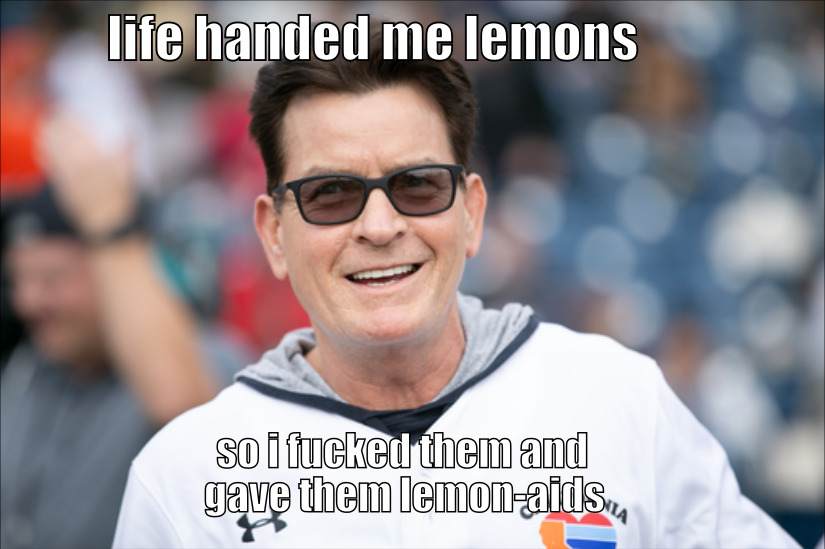 life handed me lemons
so i fucked them and
gave them lemon-aids